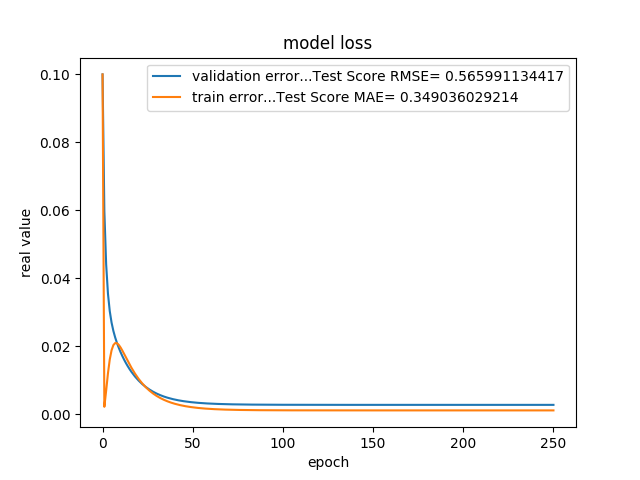 model loss
validation error...Test Score RMSE= 0.565991134417
train error...Test Score MAE= 0.349036029214
real value
0.10
0.08
0.06
0.04
0.02
0.00
0 50 100 150 200 250
epoch